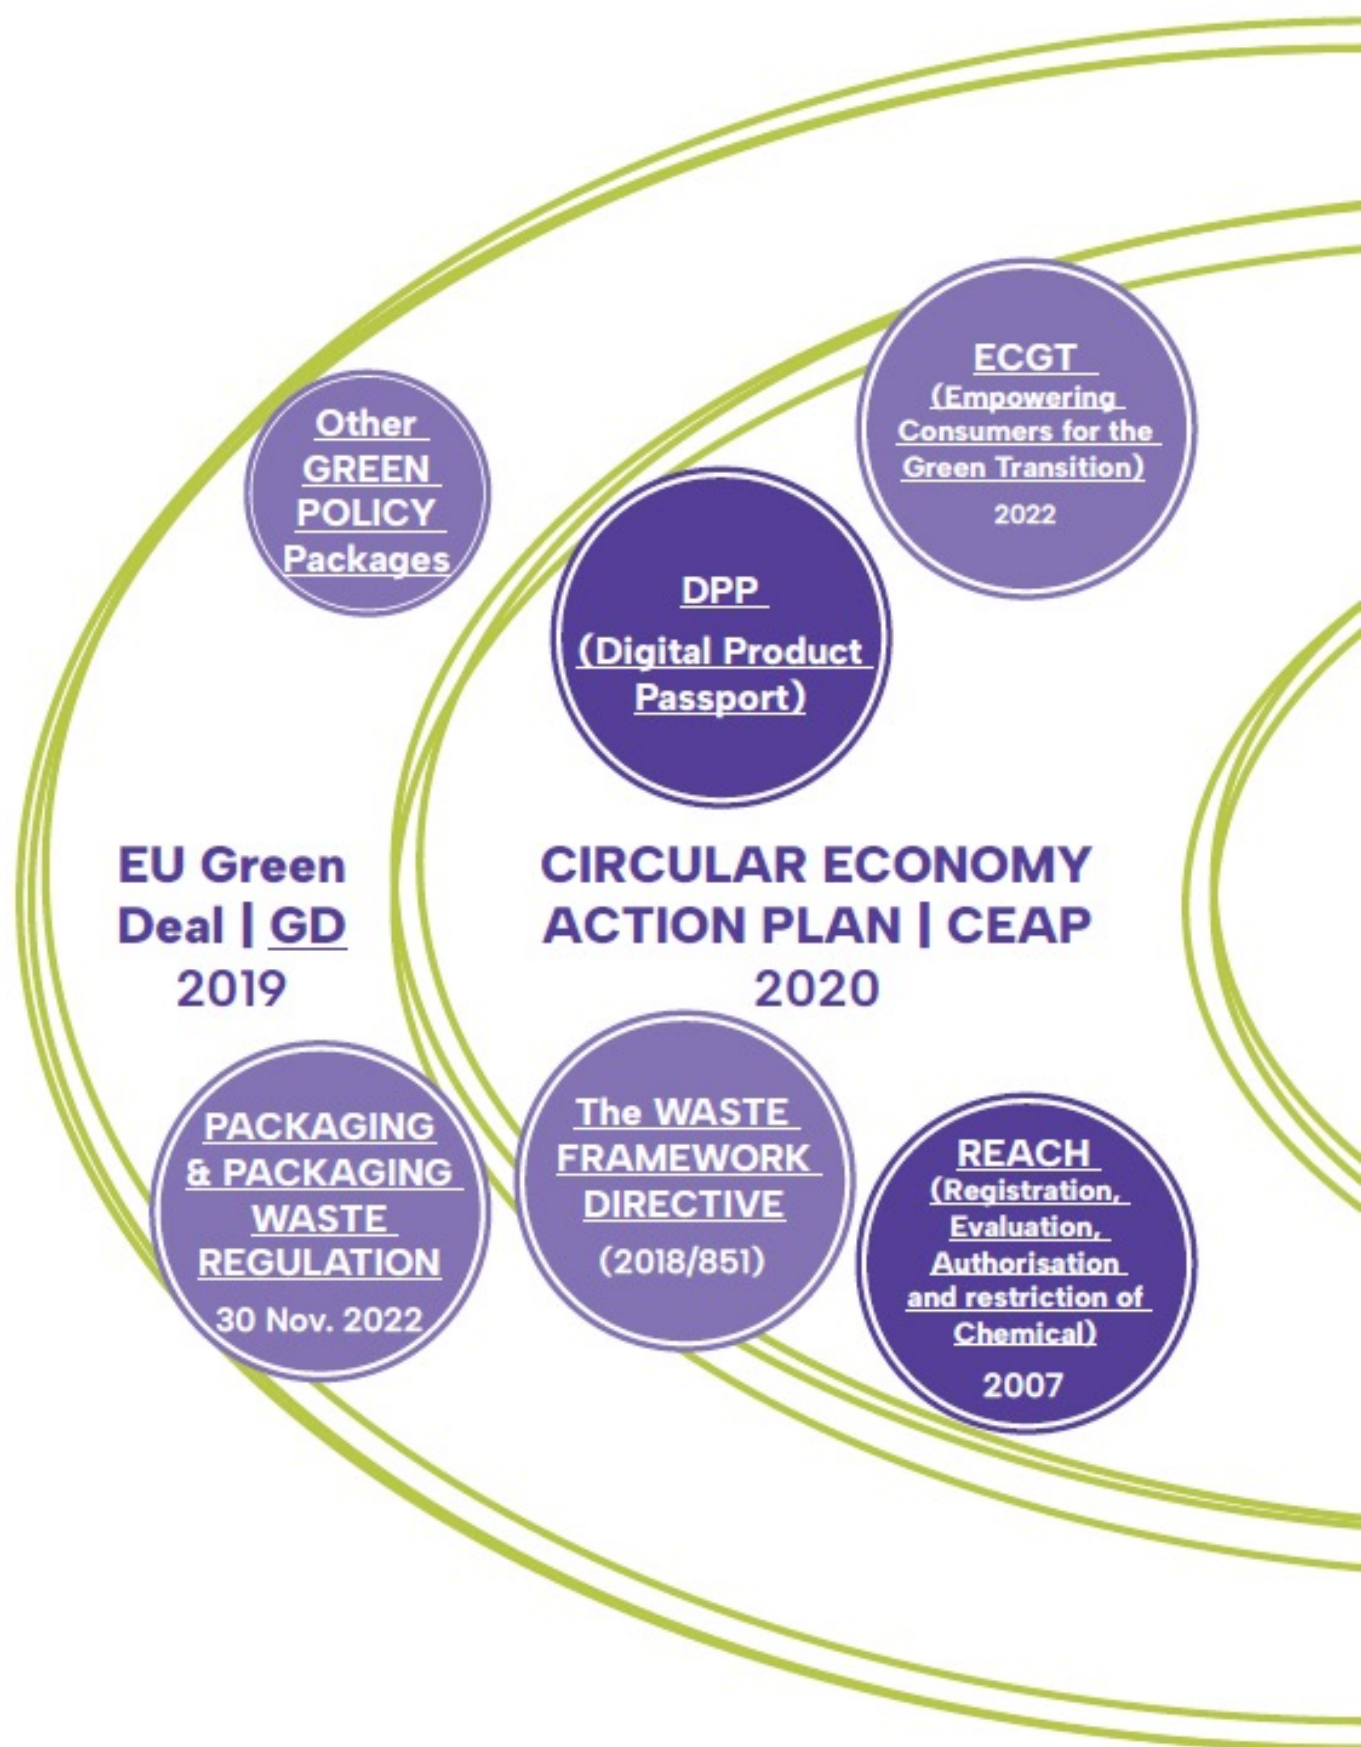 ECGT
(Empowering
Consumers for the
Green Transition)
2022
Other
GREEN
POLICY
Packages
DPP
(Digital Product
Passport)
EU Green
Deal | GD
2019
CIRCULAR ECONOMY
ACTION PLAN | CEAP
2020
PACKAGING
& PACKAGING
WASTE
REGULATION
30 Nov. 2022
The WASTE
FRAMEWORK
DIRECTIVE
(2018/851)
REACH
(Registration,
Evaluation,
Authorisation
and restriction of
Chemical)
2007